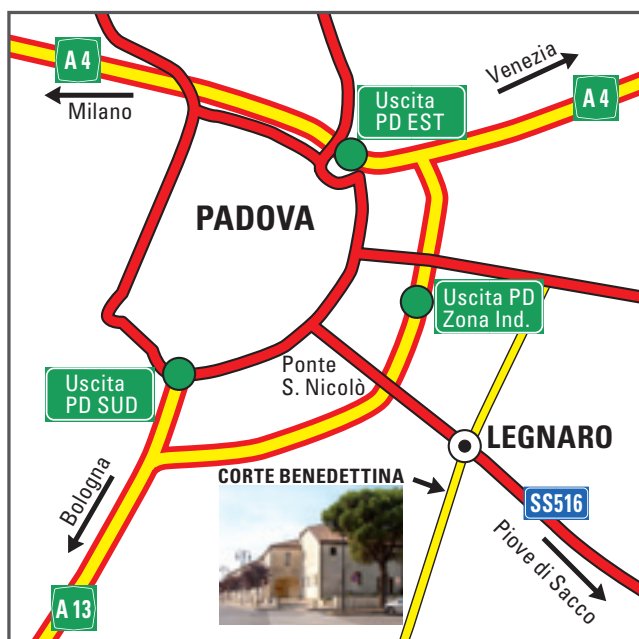 A 4
Milano
Uscita
PD EST
Venezia
A 4
PADOVA
Uscita PD
Zona Ind.
Ponte
S. Nicolò
Uscita
PD SUD
LEGNARO
CORTE BENEDETTINA
Bologna
SS516
Piove di Sacco
A 13